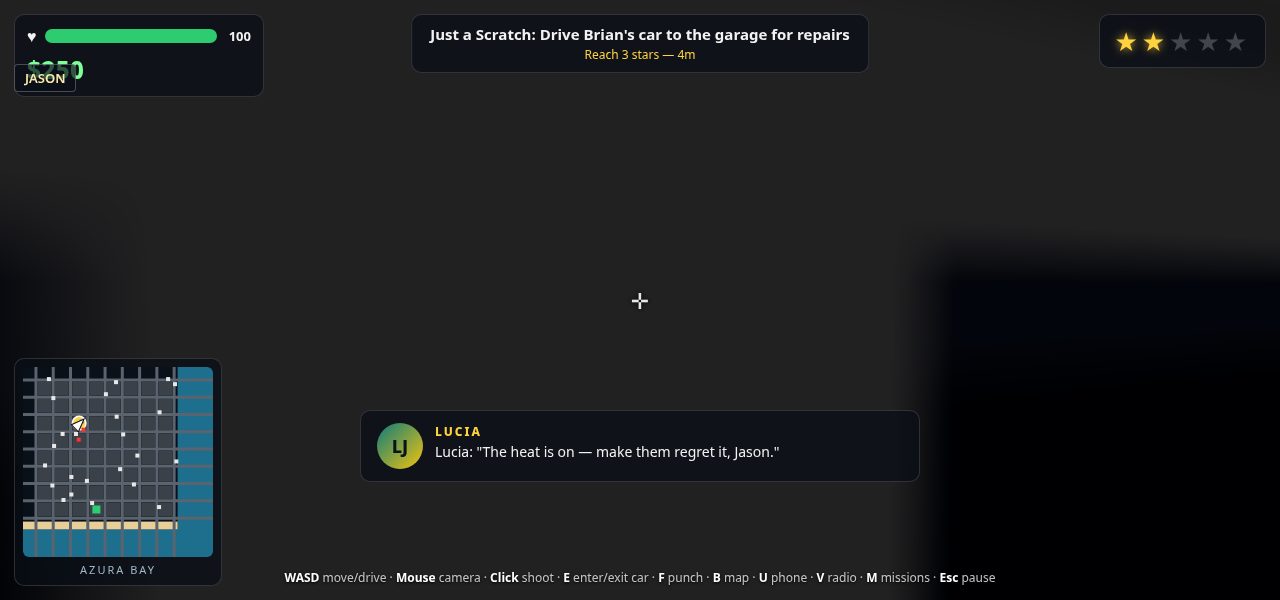 ♥ 100
$250
JASON
Just a Scratch: Drive Brian's car to the garage for repairs
Reach 3 stars — 4m
★★★★★
LJ
LUCIA
Lucia: "The heat is on — make them regret it, Jason."
AZURA BAY
WASD move/drive · Mouse camera · Click shoot · E enter/exit car · F punch · B map · U phone · V radio · M missions · Esc pause